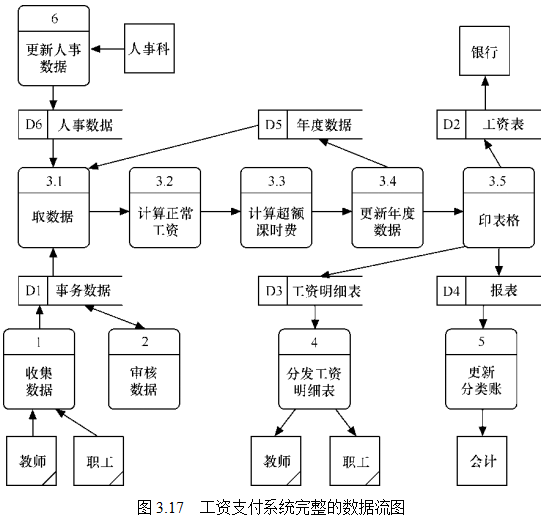 6
更新人事
数据
人事科
银行
D6 人事数据
D5 年度数据
D2 工资表
3.1
取数据
3.2
计算正常
工资
3.3
计算超额
课时费
3.4
更新年度
数据
3.5
印表格
D1 事务数据
D3 工资明细表
D4 报表
1
收集
数据
2
审核
数据
4
分发工资
明细表
5
更新
分类账
教师
职工
教师
职工
会计
图 3.17 工资支付系统完整的数据流图